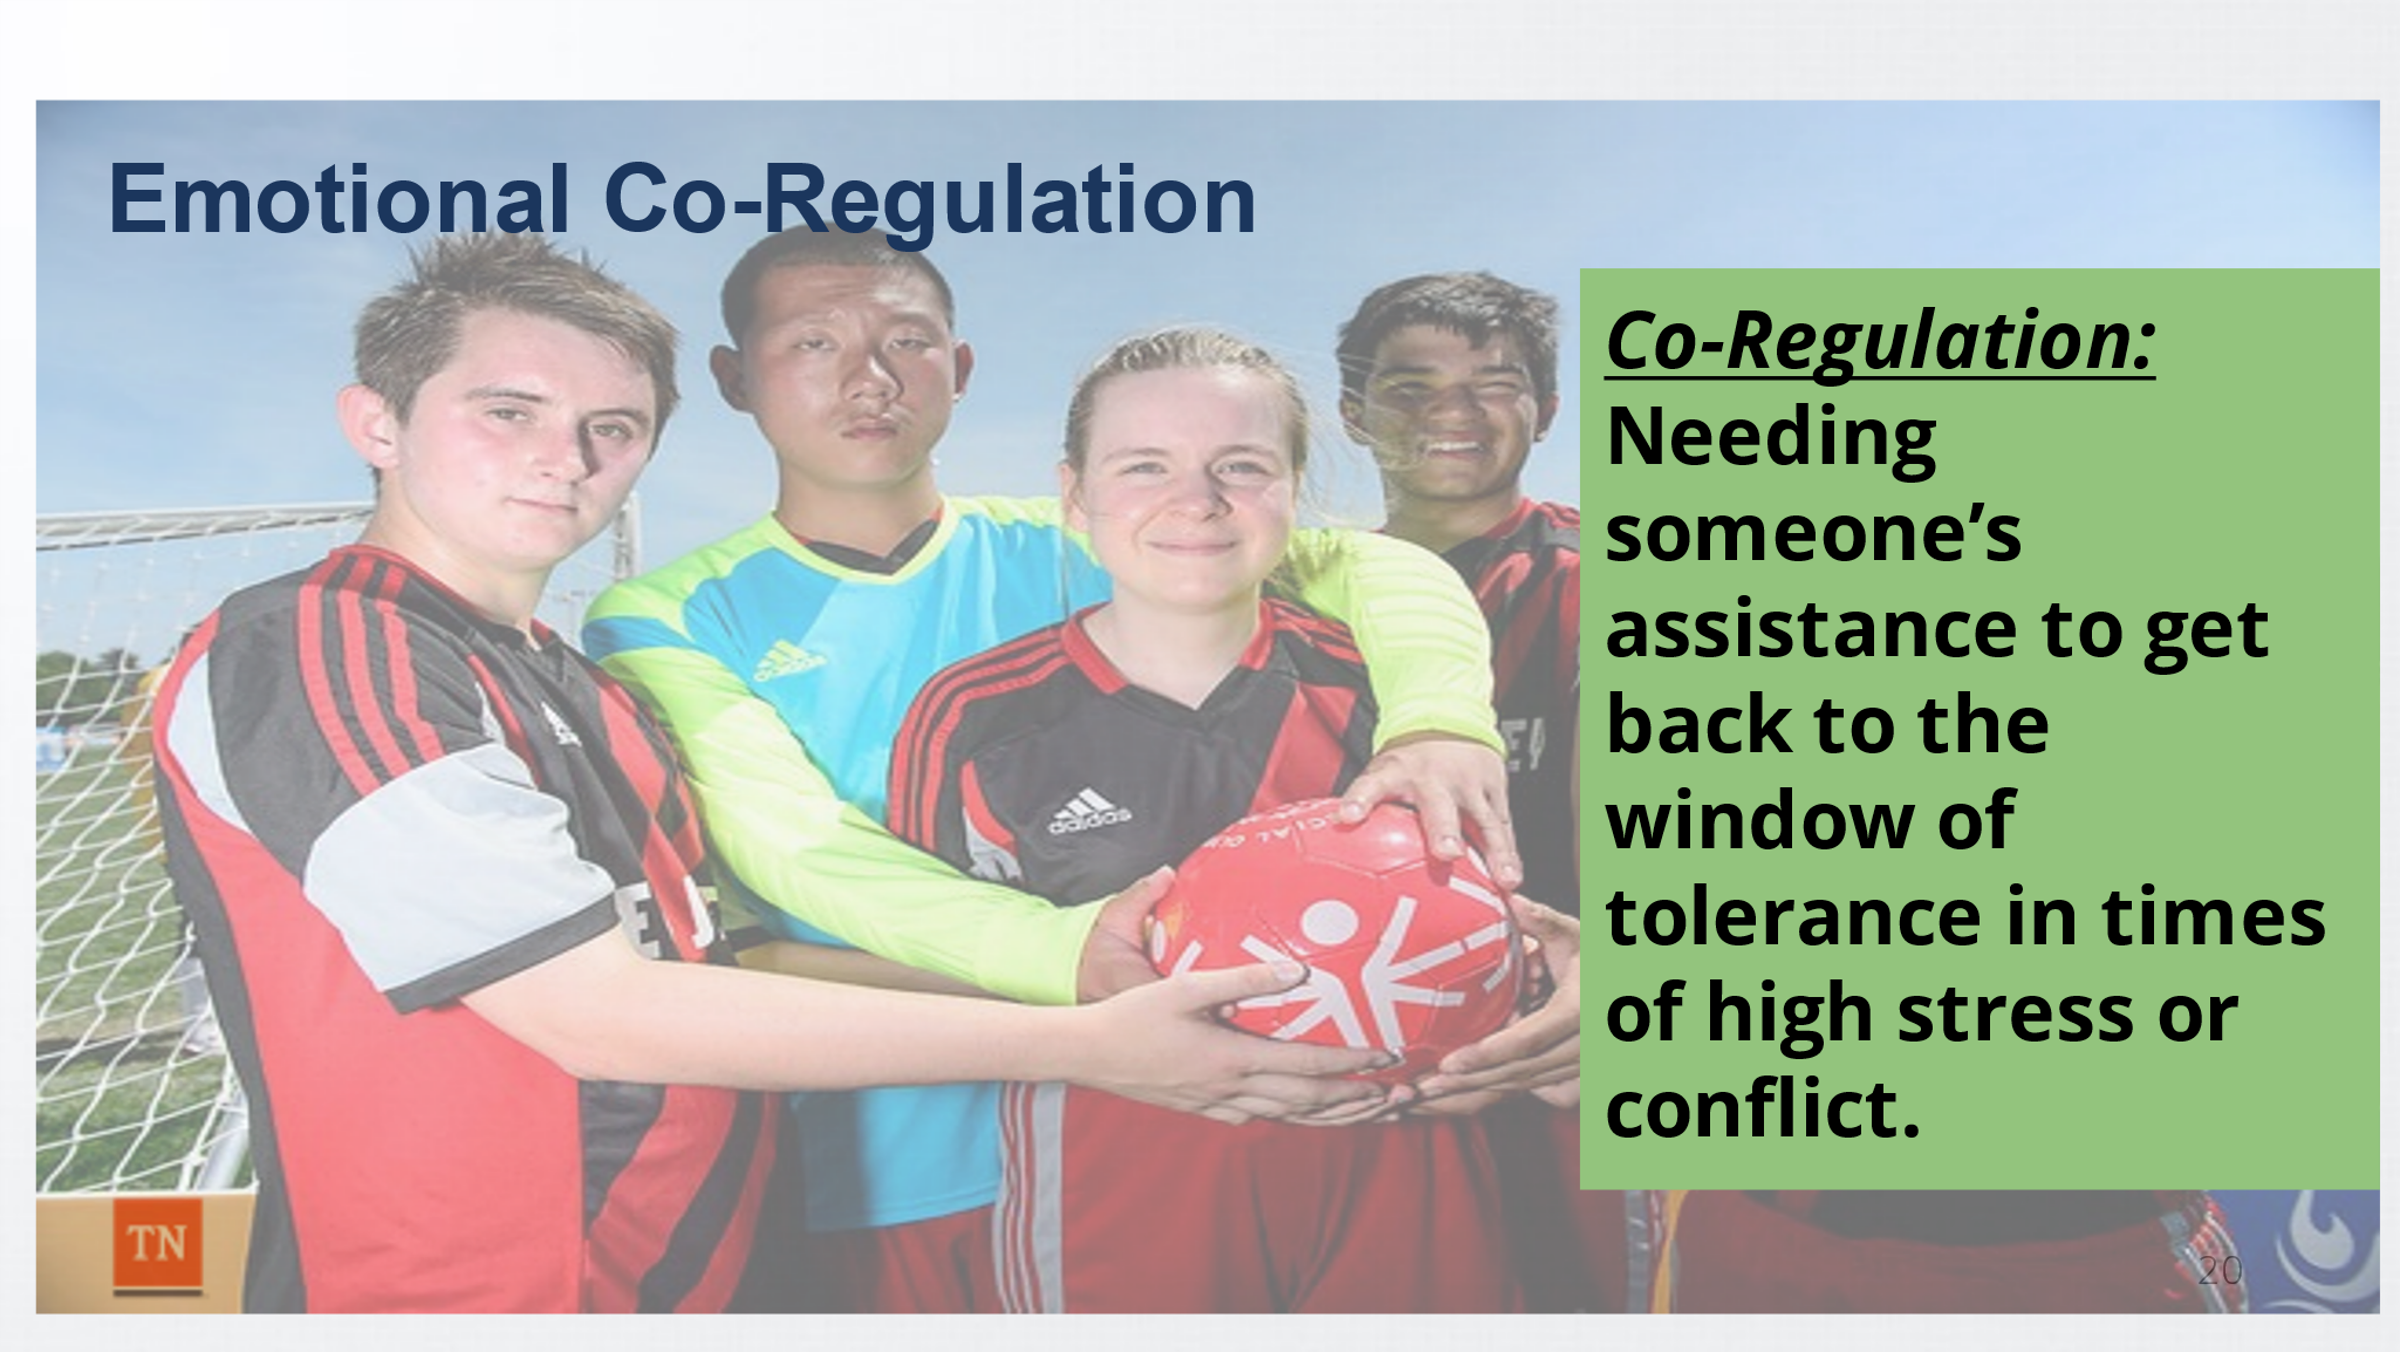 Emotional Co-Regulation
Co-Regulation:
Needing
someone’s
assistance to get
back to the
window of
tolerance in times
of high stress or
conflict.
adidas
TN
20